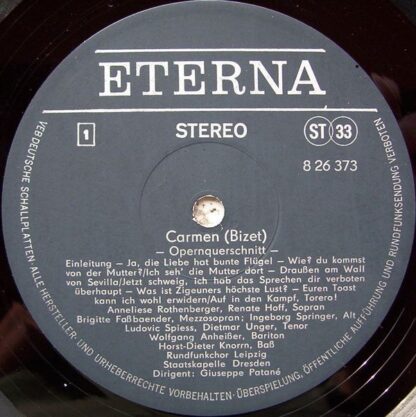 ETERNA
1
STEREO
ST 33
8 26 373
Carmen (Bizet)
— Opernquerschnitt —
Einleitung — Ja, die Liebe hat bunte Flügel — Wie? du kommst
von der Mutter?/Ich seh' die Mutter dort — Draußen am Wall
von Sevilla/Jetzt schweig, ich hab das Sprechen dir verboten
überhaupt — Was ist Zigeuners höchste Lust? — Euren Toast
kann ich wohl erwidern/Auf in den Kampf, Torero!
Anneliese Rothenberger, Renate Hoff, Sopran
Brigitte Faßbaender, Mezzosopran; Ingeborg Springer, Alt
Ludovic Spiess, Dietmar Unger, Tenor
Wolfgang Anheißer, Bariton
Horst-Dieter Knorrn, Baß
Rundfunkchor Leipzig
Staatskapelle Dresden
Dirigent: Giuseppe Patané
VEB DEUTSCHE SCHALLPLATTEN · ALLE HERSTELLER- UND URHEBERRECHTE VORBEHALTEN · ÜBERSPIELUNG, ÖFFENTLICHE AUFFÜHRUNG UND RUNDFUNKSENDUNG VERBOTEN